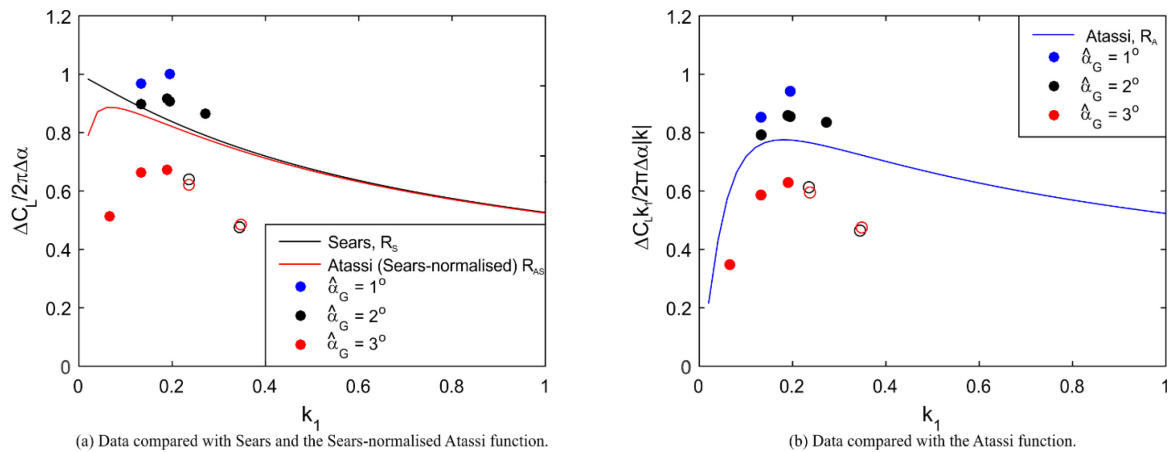 1.2
1
0.8
0.6
0.4
0.2
0
ΔC_L/2πΔα
Sears, R_S
Atassi (Sears-normalised) R_AS
α̂_G = 1°
α̂_G = 2°
α̂_G = 3°
0 0.2 0.4 0.6 0.8 1
k_1
(a) Data compared with Sears and the Sears-normalised Atassi function.
1.2
1
0.8
0.6
0.4
0.2
0
ΔC_L k_1/2πΔα|k|
Atassi, R_A
α̂_G = 1°
α̂_G = 2°
α̂_G = 3°
0 0.2 0.4 0.6 0.8 1
k_1
(b) Data compared with the Atassi function.